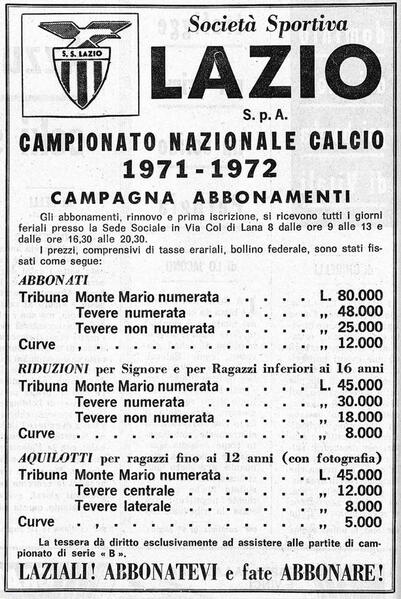 S.S. LAZIO
Società Sportiva
LAZIO
S.p.A.
CAMPIONATO NAZIONALE CALCIO
1971-1972
CAMPAGNA ABBONAMENTI
Gli abbonamenti, rinnovo e prima iscrizione, si ricevono tutti i giorni
feriali presso la Sede Sociale in Via Col di Lana 8 dalle ore 9 alle 13 e
dalle ore 16,30 alle 20,30.
I prezzi, comprensivi di tasse erariali, bollino federale, sono stati fis-
sati come segue:
ABBONATI
Tribuna Monte Mario numerata . . . . . L. 80.000
Tevere numerata . . . . . . . ,, 48.000
Tevere non numerata . . . . . ,, 25.000
Curve . . . . . . . . . . . . ,, 12.000
RIDUZIONI per Signore e per Ragazzi inferiori ai 16 anni
Tribuna Monte Mario numerata . . . . . L. 45.000
Tevere numerata . . . . . . . ,, 30.000
Tevere non numerata . . . . . ,, 18.000
Curve . . . . . . . . . . . . ,, 8.000
AQUILOTTI per ragazzi fino ai 12 anni (con fotografia)
Tribuna Monte Mario numerata . . . . . L. 45.000
Tevere centrale . . . . . . . ,, 12.000
Tevere laterale . . . . . . . ,, 8.000
Curve . , . . . . . . . . . . ,, 5.000
La tessera dà diritto esclusivamente ad assistere alle partite di cam-
pionato di serie « B ».
LAZIALI! ABBONATEVI e fate ABBONARE!